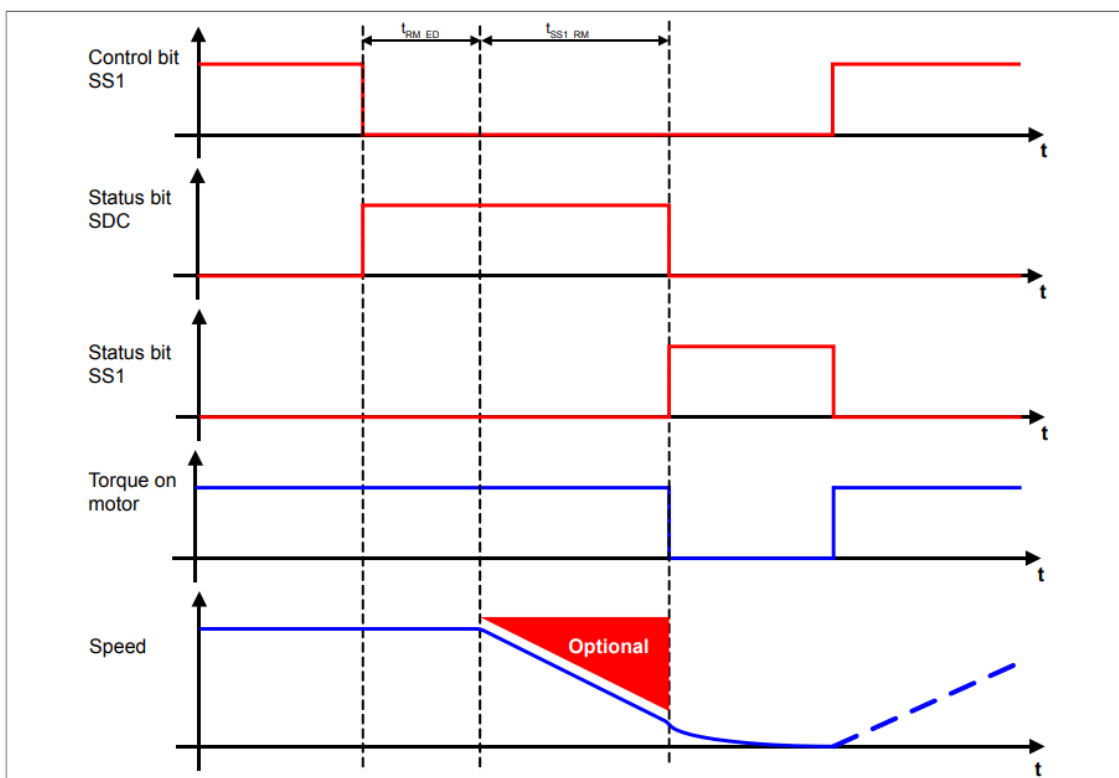 t_RM_ED t_SS1_RM
Control bit
SS1
t
Status bit
SDC
t
Status bit
SS1
t
Torque on
motor
t
Optional
Speed
t